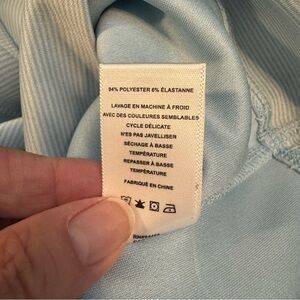 94% POLYESTER 6% ÉLASTANNE
LAVAGE EN MACHINE À FROID
AVEC DES COULEURS SEMBLABLES
CYCLE DÉLICATE
N'ES PAS JAVELLISER
SÉCHAGE À BASSE
TEMPÉRATURE
REPASSER À BASSE
TEMPÉRATURE
FABRIQUÉ EN CHINE